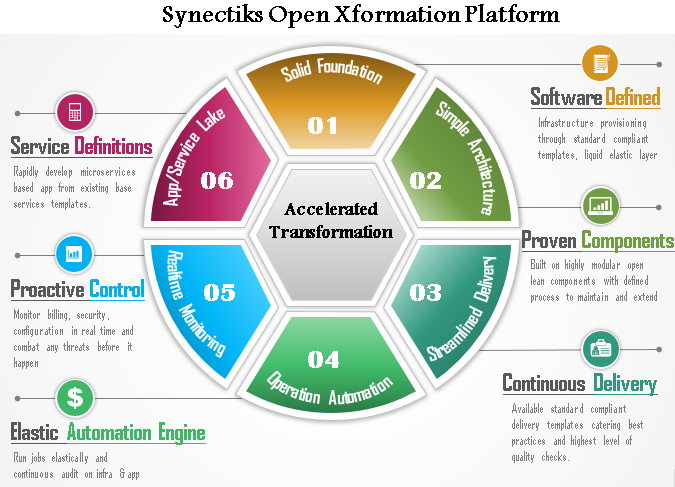 Synectiks Open Xformation Platform
Solid Foundation
01
Simple Architecture
02
Streamlined Delivery
03
Operation Automation
04
Realtime Monitoring
05
App/Service Lake
06
Accelerated
Transformation
Service Definitions
Rapidly develop microservices
based app from existing base
services templates.
Proactive Control
Monitor billing, security,
configuration in real time and
combat any threats before it
happen
$
Elastic Automation Engine
Run jobs elastically and
continuous audit on infra & app
Software Defined
Infrastructure provisioning
through standard compliant
templates, liquid elastic layer
Proven Components
Built on highly modular open
lean components with defined
process to maintain and extend
Continuous Delivery
Available standard compliant
delivery templates catering best
practices and highest level of
quality checks.